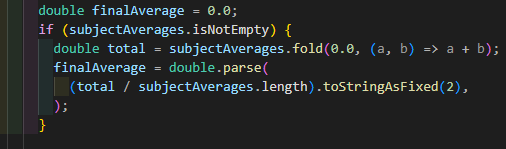 double finalAverage = 0.0;
if (subjectAverages.isNotEmpty) {
  double total = subjectAverages.fold(0.0, (a, b) => a + b);
  finalAverage = double.parse(
    (total / subjectAverages.length).toStringAsFixed(2),
  );
}